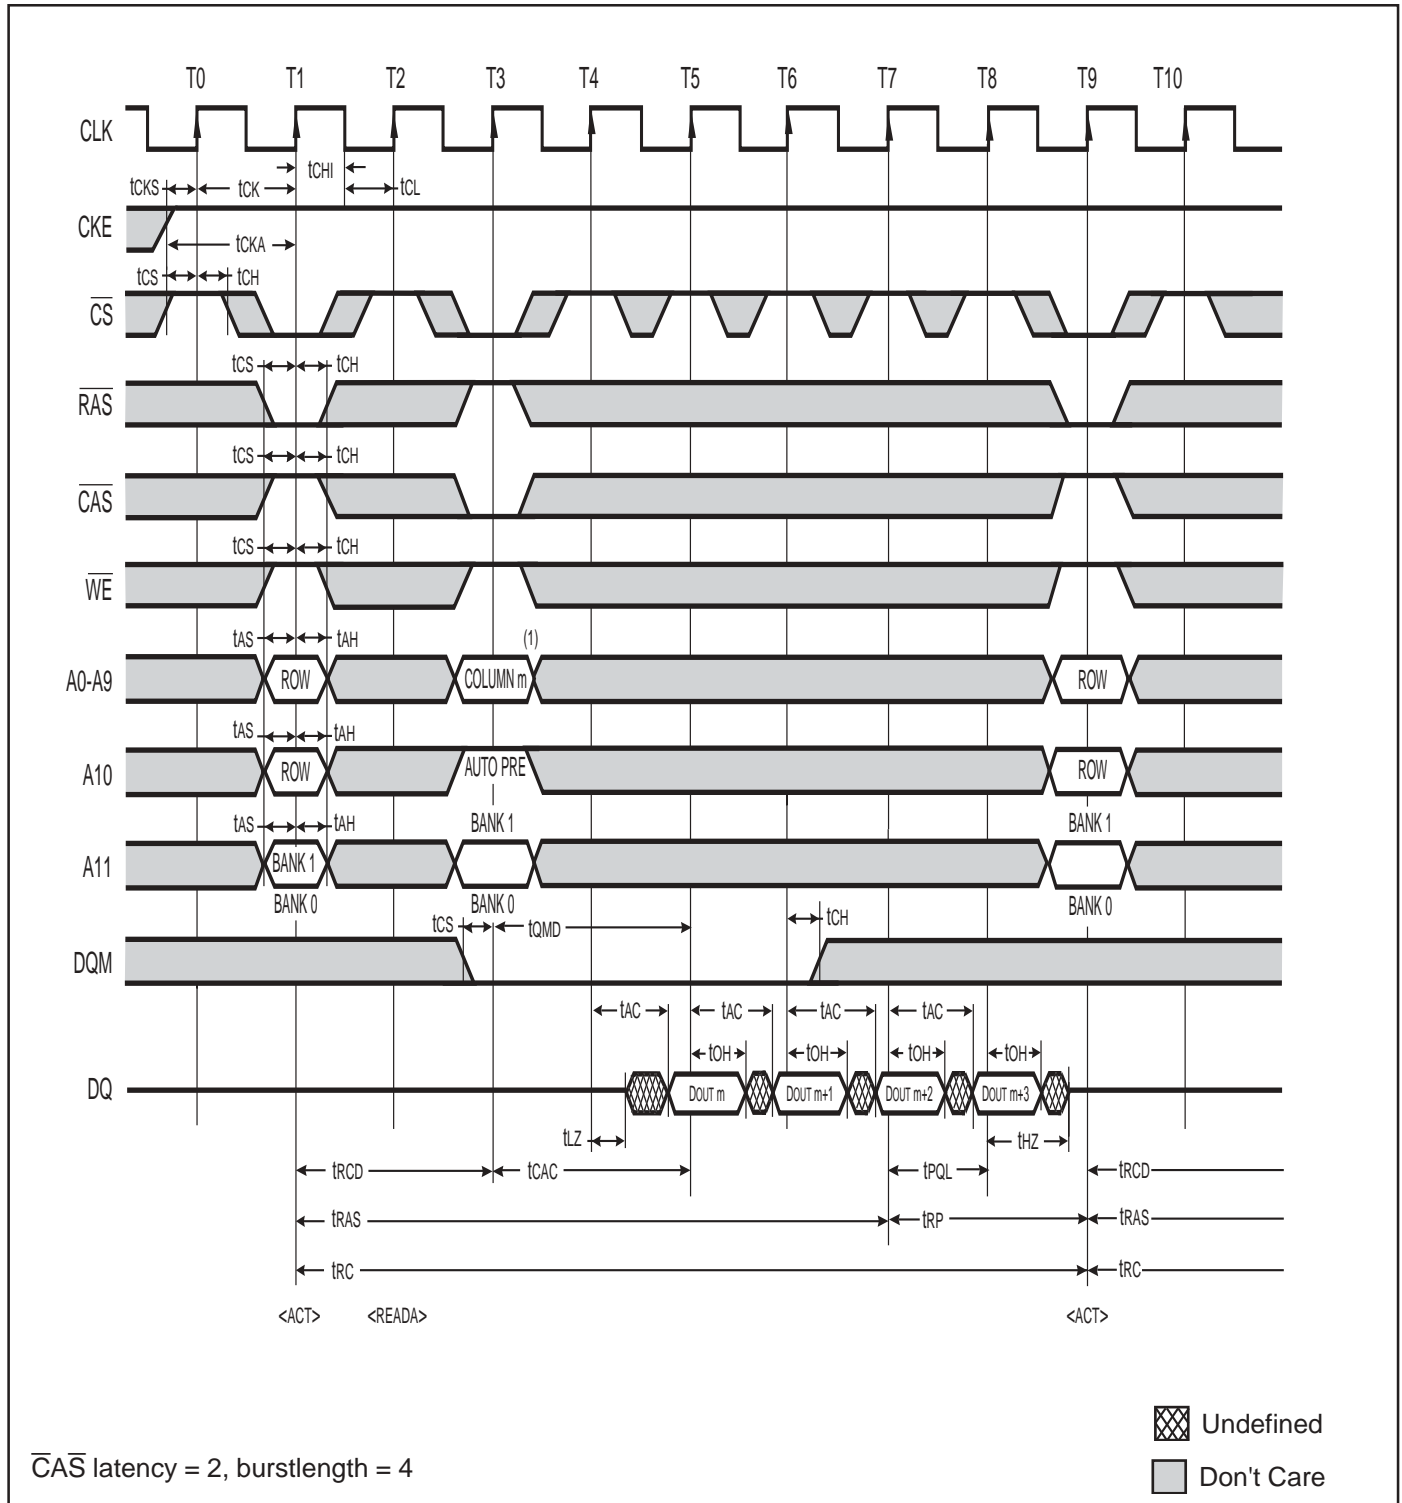 T0 T1 T2 T3 T4 T5 T6 T7 T8 T9 T10
CLK
tCHI
tCKS tCK tCL
CKE
tCKA
tCS tCH
CS
tCS tCH
RAS
tCS tCH
CAS
tCS tCH
WE
tAS tAH (1)
A0-A9 ROW COLUMN m ROW
tAS tAH
A10 ROW AUTO PRE ROW
BANK 1 BANK 1
tAS tAH
A11 BANK 1
BANK 0 BANK 0 BANK 0
tCS tQMD tCH
DQM
tAC tAC tAC tAC
tOH tOH tOH tOH
DQ DOUT m DOUT m+1 DOUT m+2 DOUT m+3
tLZ tHZ
tRCD tCAC tPQL tRCD
tRAS tRP tRAS
tRC tRC
<ACT> <READA> <ACT>
Undefined
CAS latency = 2, burstlength = 4
Don't Care